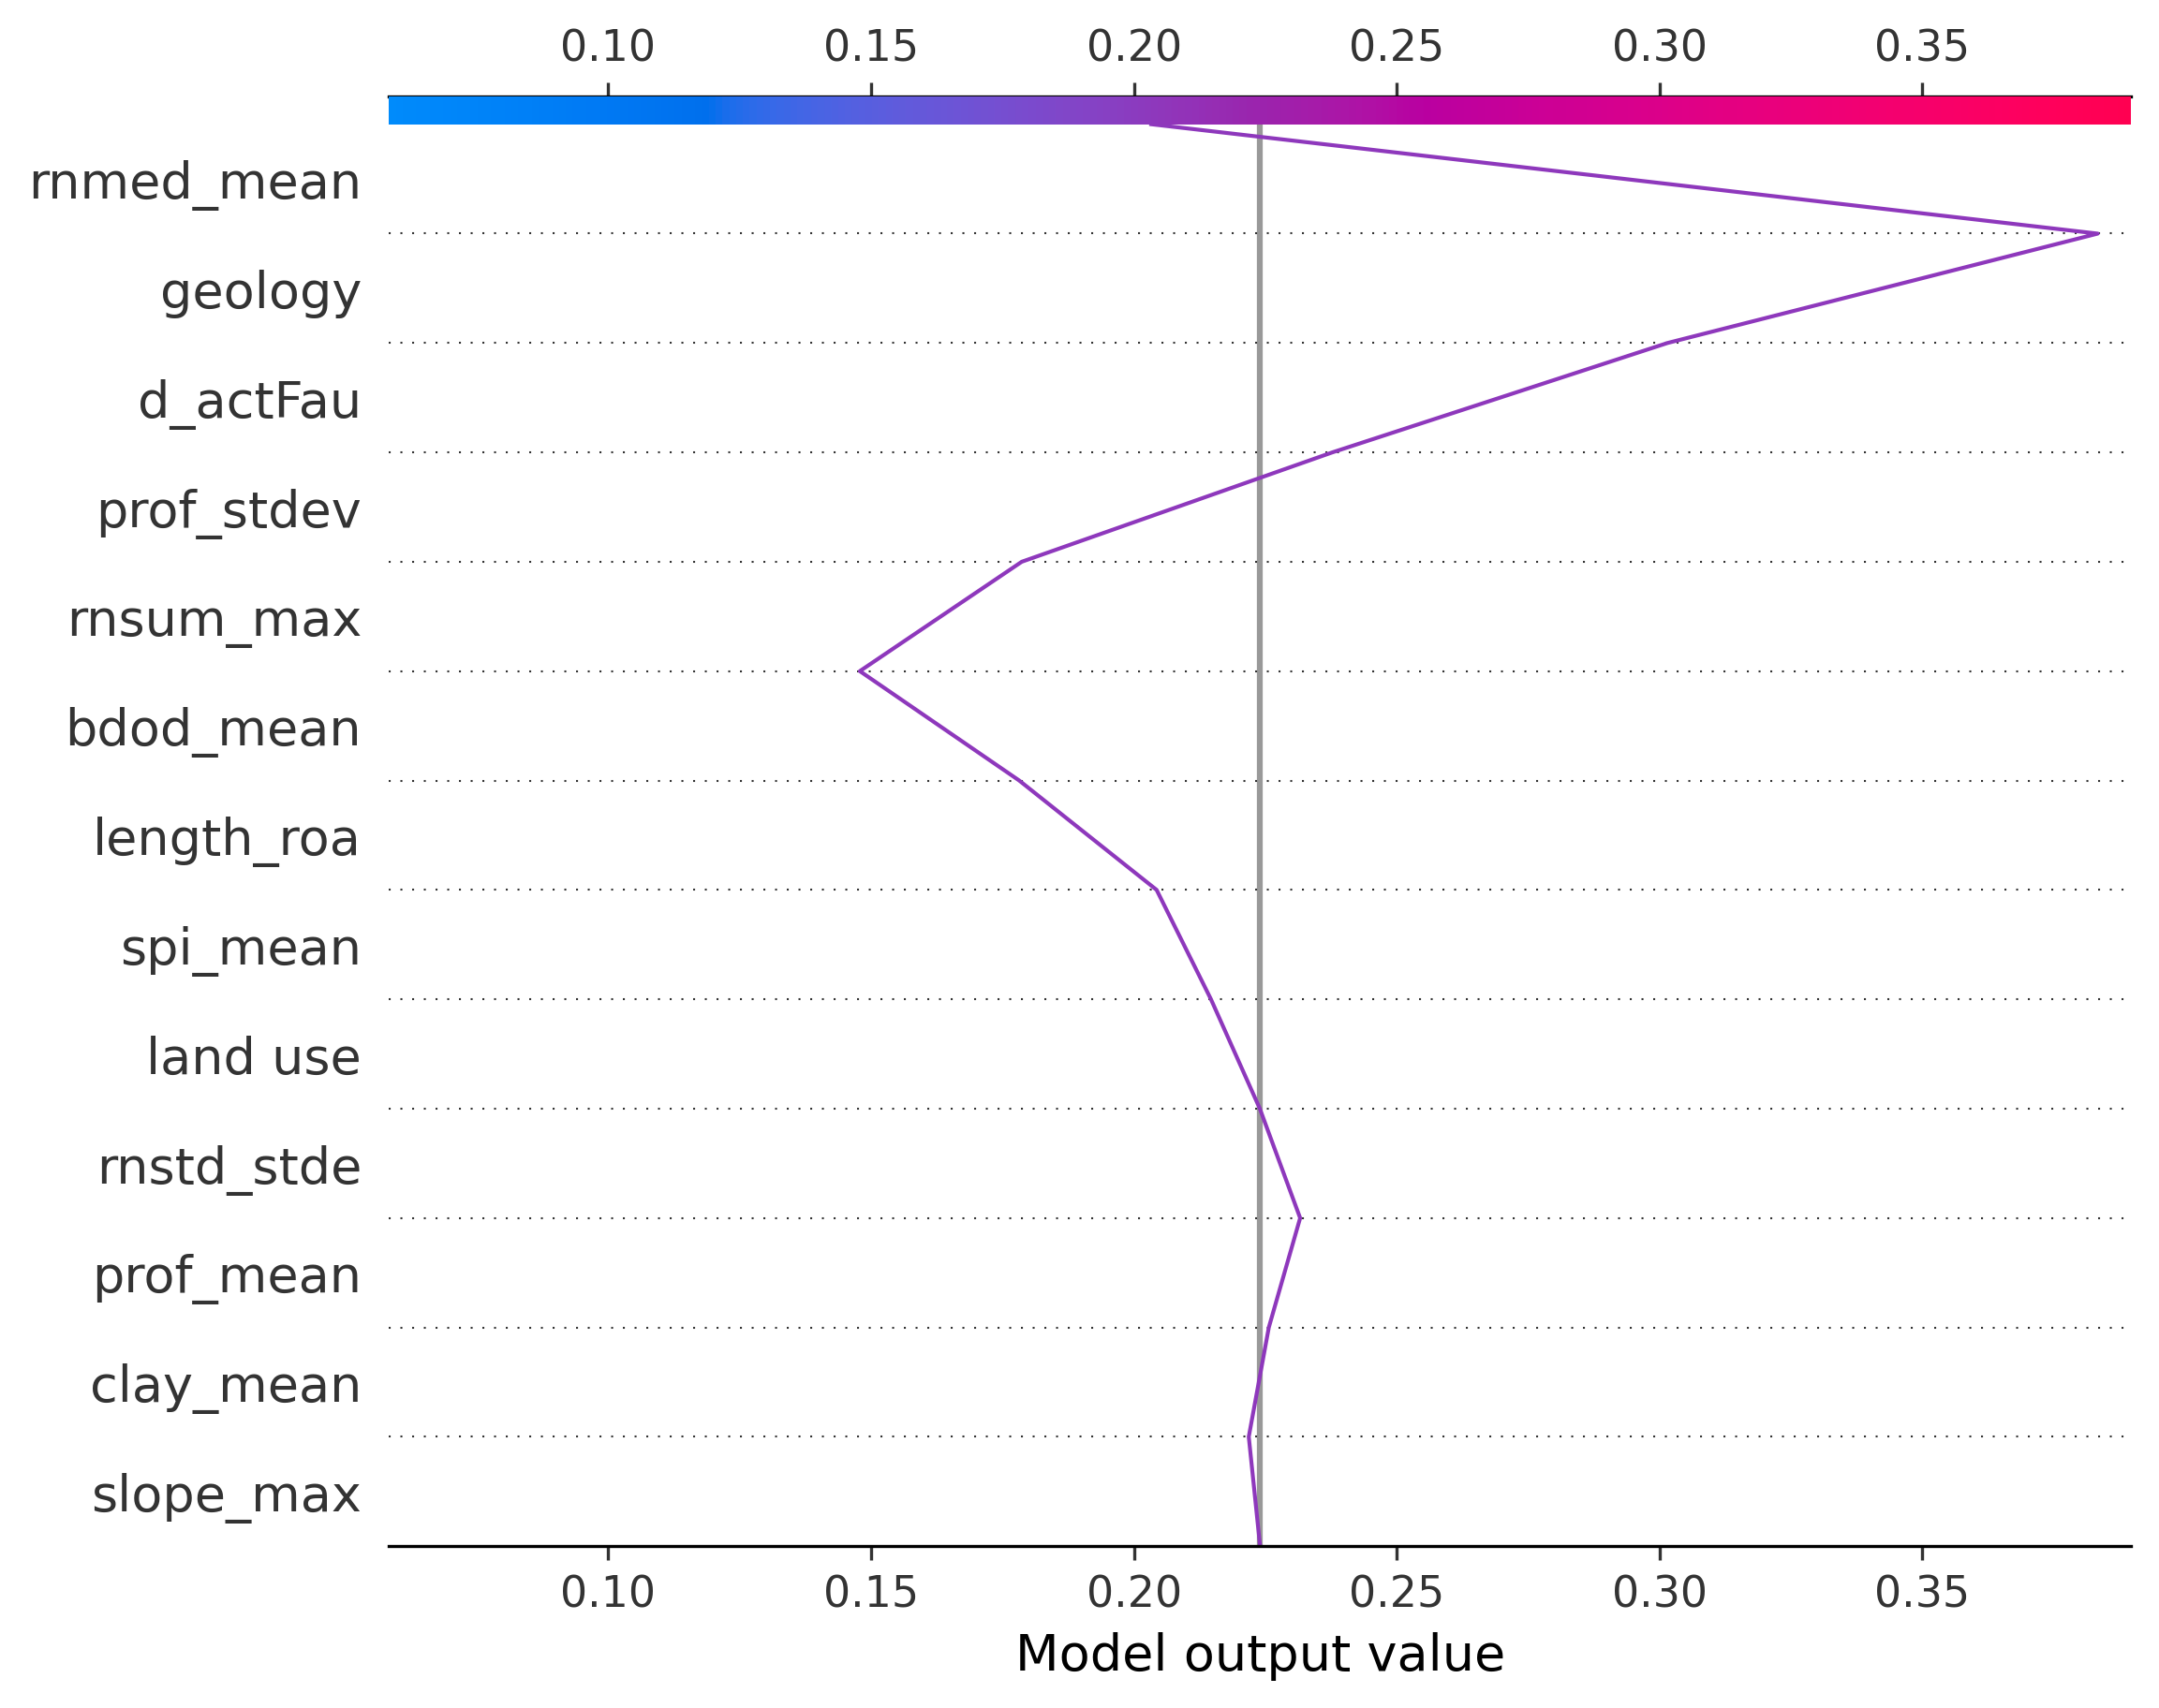 0.10 0.15 0.20 0.25 0.30 0.35
rnmed_mean
geology
d_actFau
prof_stdev
rnsum_max
bdod_mean
length_roa
spi_mean
land use
rnstd_stde
prof_mean
clay_mean
slope_max
0.10 0.15 0.20 0.25 0.30 0.35
Model output value